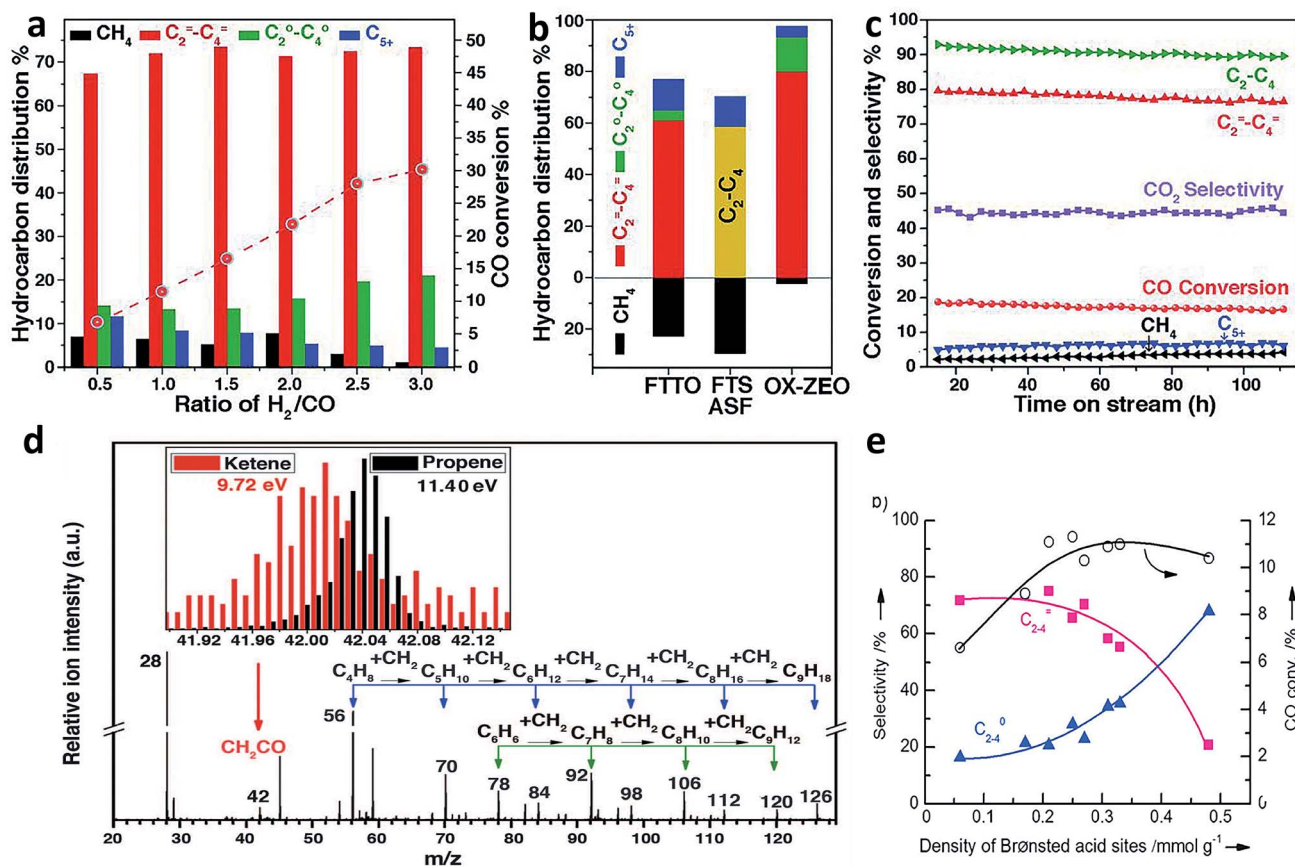 a
CH₄ C₂⁼-C₄⁼ C₂º-C₄º C₅₊
Hydrocarbon distribution %
70
60
50
40
30
20
10
0
50
45
40
35
30
25
20
15
10
5
0
CO conversion %
0.5 1.0 1.5 2.0 2.5 3.0
Ratio of H₂/CO
b
Hydrocarbon distribution %
100
80
60
40
20
0
20
C₅₊
C₂º-C₄º
C₂⁼-C₄⁼
CH₄
C₂-C₄
FTTO FTS OX-ZEO
ASF
c
Conversion and selectivity %
100
90
80
70
60
50
40
30
20
10
0
C₂-C₄
C₂⁼-C₄⁼
CO₂ Selectivity
CO Conversion
CH₄
C₅₊
20 40 60 80 100
Time on stream (h)
d
Relative ion intensity (a.u.)
Ketene
9.72 eV
Propene
11.40 eV
41.92 41.96 42.00 42.04 42.08 42.12
28
CH₂CO
42
56
+CH₂ +CH₂ +CH₂ +CH₂ +CH₂
C₄H₈ C₅H₁₀ C₆H₁₂ C₇H₁₄ C₈H₁₆ C₉H₁₈
+CH₂ +CH₂ +CH₂
C₆H₆ C₇H₈ C₈H₁₀ C₉H₁₂
70
78
84
92
98
106
112
120
126
20 30 40 50 60 70 80 90 100 110 120
m/z
e
Selectivity /%
100
80
60
40
20
0
C₂₋₄⁼
C₂₋₄⁰
12
10
8
6
4
2
0
CO conv. /%
0 0.1 0.2 0.3 0.4 0.5
Density of Brønsted acid sites /mmol g⁻¹